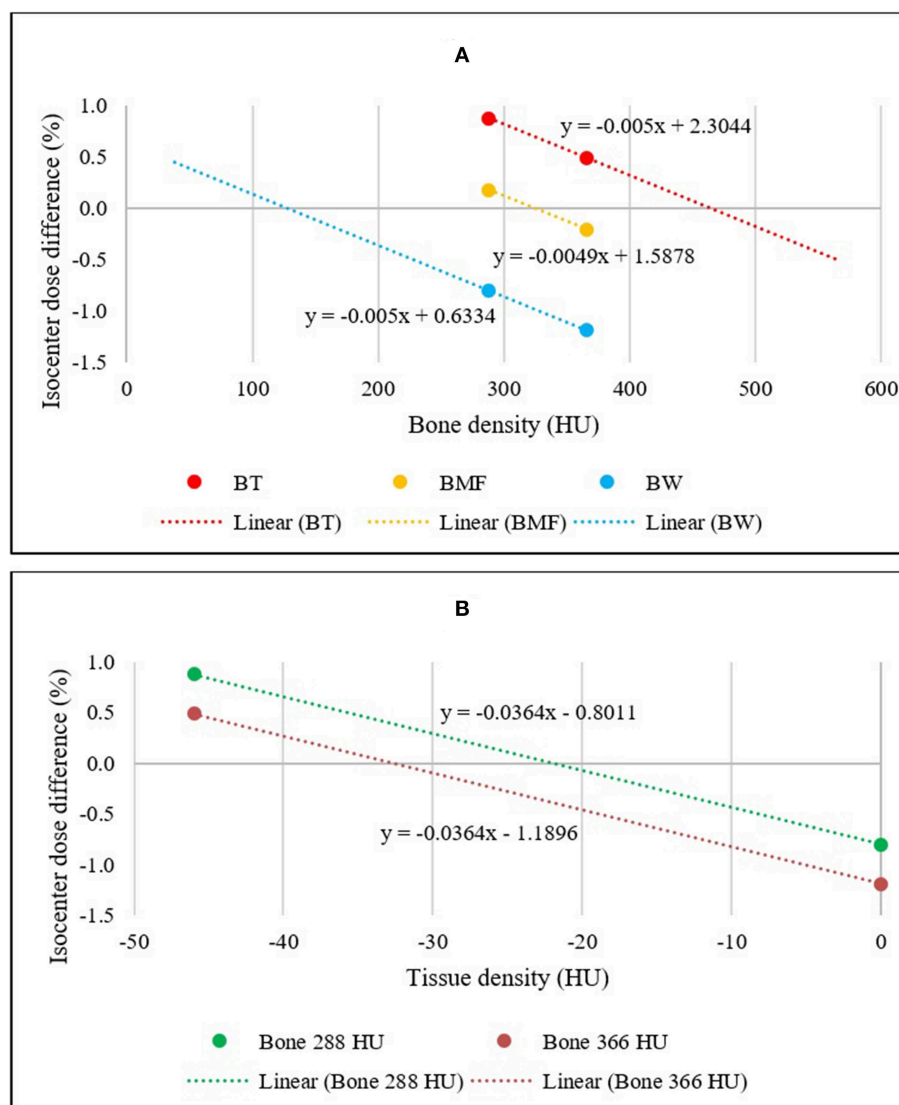 A
Isocenter dose difference (%)
1.0
0.5
0.0
-0.5
-1.0
-1.5
y = -0.005x + 2.3044
y = -0.0049x + 1.5878
y = -0.005x + 0.6334
0 100 200 300 400 500 600
Bone density (HU)
BT BMF BW
Linear (BT) Linear (BMF) Linear (BW)
B
Isocenter dose difference (%)
1.0
0.5
0.0
-0.5
-1.0
-1.5
y = -0.0364x - 0.8011
y = -0.0364x - 1.1896
-50 -40 -30 -20 -10 0
Tissue density (HU)
Bone 288 HU Bone 366 HU
Linear (Bone 288 HU) Linear (Bone 366 HU)